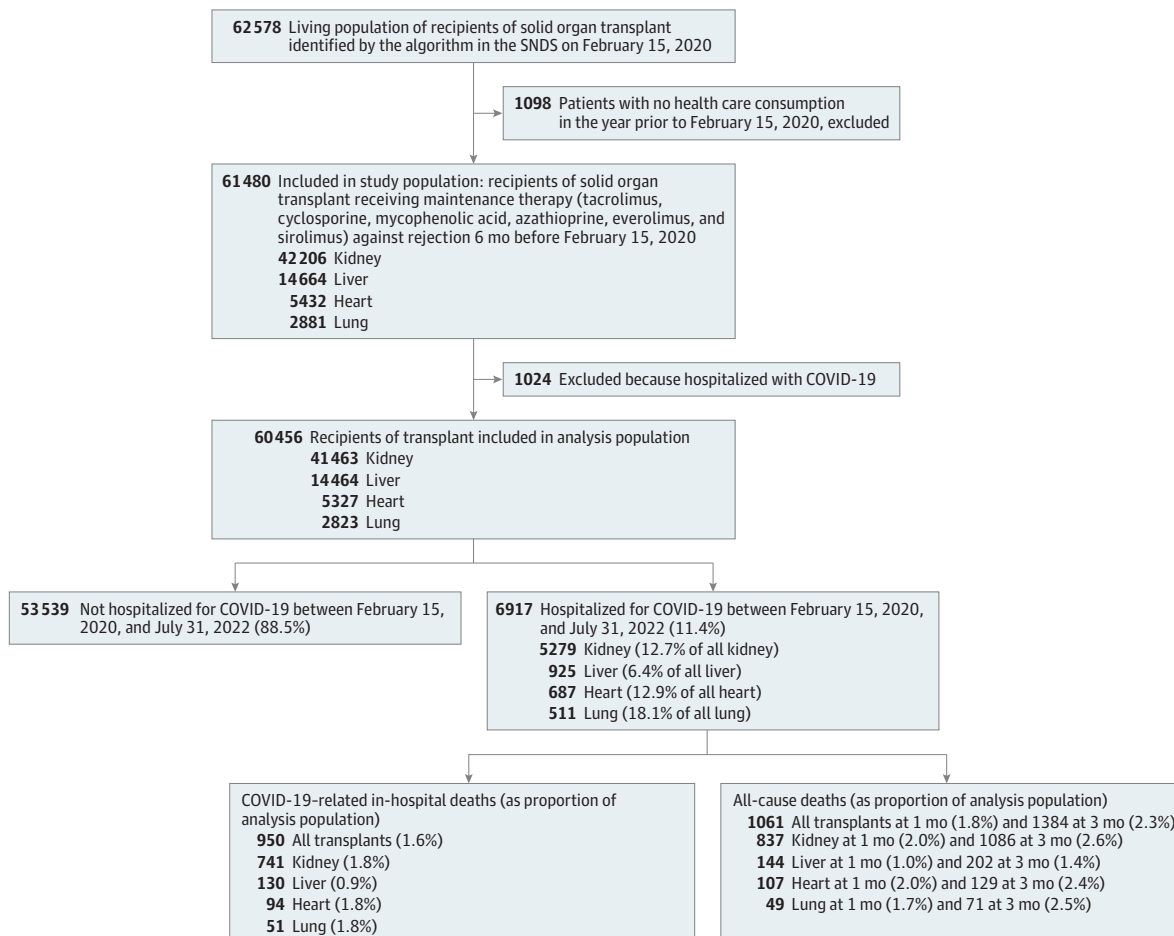 62578 Living population of recipients of solid organ transplant
identified by the algorithm in the SNDS on February 15, 2020
1098 Patients with no health care consumption
in the year prior to February 15, 2020, excluded
61480 Included in study population: recipients of solid organ
transplant receiving maintenance therapy (tacrolimus,
cyclosporine, mycophenolic acid, azathioprine, everolimus, and
sirolimus) against rejection 6 mo before February 15, 2020
42206 Kidney
14664 Liver
5432 Heart
2881 Lung
1024 Excluded because hospitalized with COVID-19
60456 Recipients of transplant included in analysis population
41463 Kidney
14464 Liver
5327 Heart
2823 Lung
53539 Not hospitalized for COVID-19 between February 15,
2020, and July 31, 2022 (88.5%)
6917 Hospitalized for COVID-19 between February 15, 2020,
and July 31, 2022 (11.4%)
5279 Kidney (12.7% of all kidney)
925 Liver (6.4% of all liver)
687 Heart (12.9% of all heart)
511 Lung (18.1% of all lung)
COVID-19–related in-hospital deaths (as proportion of
analysis population)
950 All transplants (1.6%)
741 Kidney (1.8%)
130 Liver (0.9%)
94 Heart (1.8%)
51 Lung (1.8%)
All-cause deaths (as proportion of analysis population)
1061 All transplants at 1 mo (1.8%) and 1384 at 3 mo (2.3%)
837 Kidney at 1 mo (2.0%) and 1086 at 3 mo (2.6%)
144 Liver at 1 mo (1.0%) and 202 at 3 mo (1.4%)
107 Heart at 1 mo (2.0%) and 129 at 3 mo (2.4%)
49 Lung at 1 mo (1.7%) and 71 at 3 mo (2.5%)